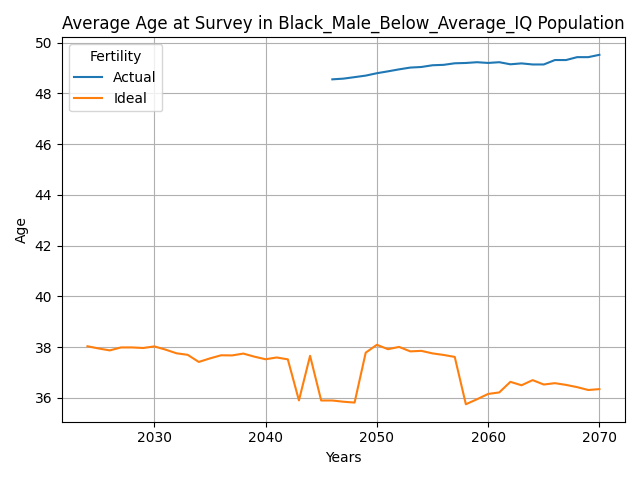 Average Age at Survey in Black_Male_Below_Average_IQ Population
Fertility
Actual
Ideal
Age
50
48
46
44
42
40
38
36
2030 2040 2050 2060 2070
Years